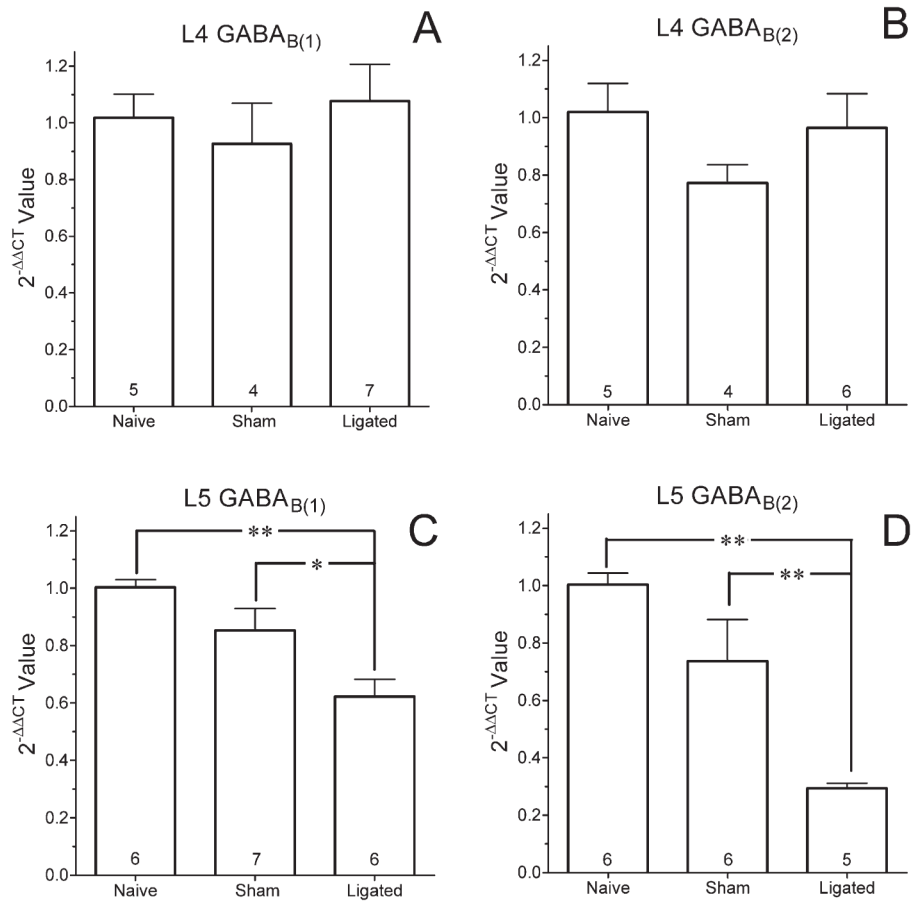 L4 GABA_B(1)
A
2^-ΔΔCT Value
1.2
1.0
0.8
0.6
0.4
0.2
0.0
5 4 7
Naive Sham Ligated
L4 GABA_B(2)
B
2^-ΔΔCT Value
1.2
1.0
0.8
0.6
0.4
0.2
0.0
5 4 6
Naive Sham Ligated
L5 GABA_B(1)
C
2^-ΔΔCT Value
1.2
1.0
0.8
0.6
0.4
0.2
0.0
**
*
6 7 6
Naive Sham Ligated
L5 GABA_B(2)
D
2^-ΔΔCT Value
1.2
1.0
0.8
0.6
0.4
0.2
0.0
**
**
6 6 5
Naive Sham Ligated